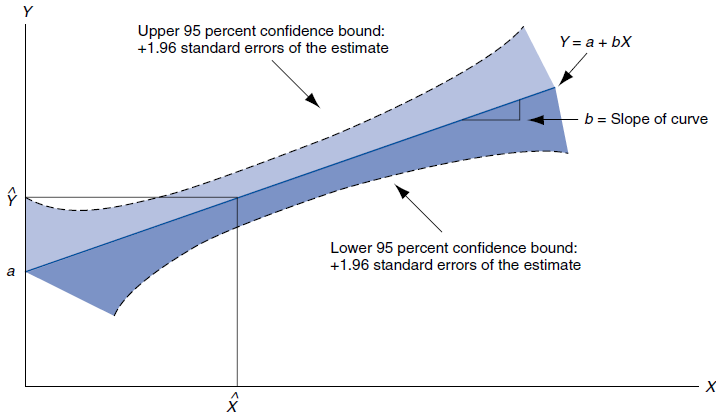 Y
Upper 95 percent confidence bound:
+1.96 standard errors of the estimate
Y = a + bX
b = Slope of curve
Ŷ
Lower 95 percent confidence bound:
+1.96 standard errors of the estimate
a
X
X̂